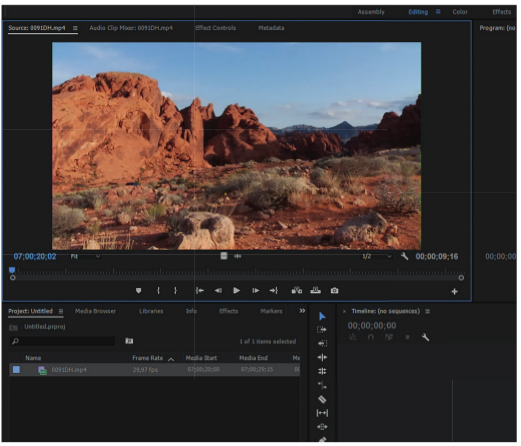 Assembly Editing Color Effects
Source: 0091DH.mp4 Audio Clip Mixer: 0091DH.mp4 Effect Controls Metadata Program: (no
07;00;20;02 Fit 1/2 00;00;09;16 00;00;00
Project: Untitled Media Browser Libraries Info Effects Markers
Timeline: (no sequences)
Untitled.prproj
00;00;00;00
1 of 1 items selected
Name Frame Rate Media Start Media End Me
0091DH.mp4 29,97 fps 07;00;20;00 07;00;29;15 00